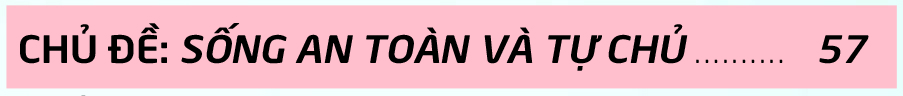 CHỦ ĐỀ: SỐNG AN TOÀN VÀ TỰ CHỦ .......... 57